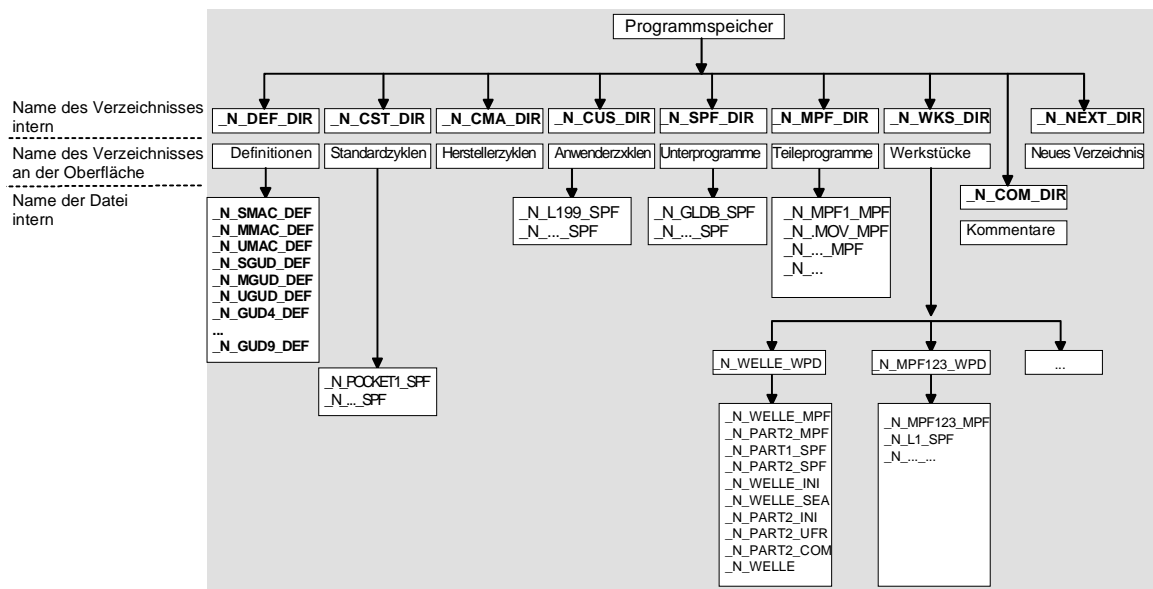 Programmspeicher
Name des Verzeichnisses
intern
_N_DEF_DIR
_N_CST_DIR
_N_CMA_DIR
_N_CUS_DIR
_N_SPF_DIR
_N_MPF_DIR
_N_WKS_DIR
_N_NEXT_DIR
Name des Verzeichnisses
an der Oberfläche
Definitionen
Standardzyklen
Herstellerzyklen
Anwenderzxklen
Unterprogramme
Teileprogramme
Werkstücke
Neues Verzeichnis
_N_COM_DIR
Kommentare
Name der Datei
intern
_N_SMAC_DEF
_N_MMAC_DEF
_N_UMAC_DEF
_N_SGUD_DEF
_N_MGUD_DEF
_N_UGUD_DEF
_N_GUD4_DEF
...
_N_GUD9_DEF
_N_POCKET1_SPF
_N_..._SPF
_N_L199_SPF
_N_..._SPF
_N_GLDB_SPF
_N_..._SPF
_N_MPF1_MPF
_N_.MOV_MPF
_N_..._MPF
_N_...
_N_WELLE_WPD
_N_MPF123_WPD
...
_N_WELLE_MPF
_N_PART2_MPF
_N_PART1_SPF
_N_PART2_SPF
_N_WELLE_INI
_N_WELLE_SEA
_N_PART2_INI
_N_PART2_UFR
_N_PART2_COM
_N_WELLE
_N_MPF123_MPF
_N_L1_SPF
_N_..._...